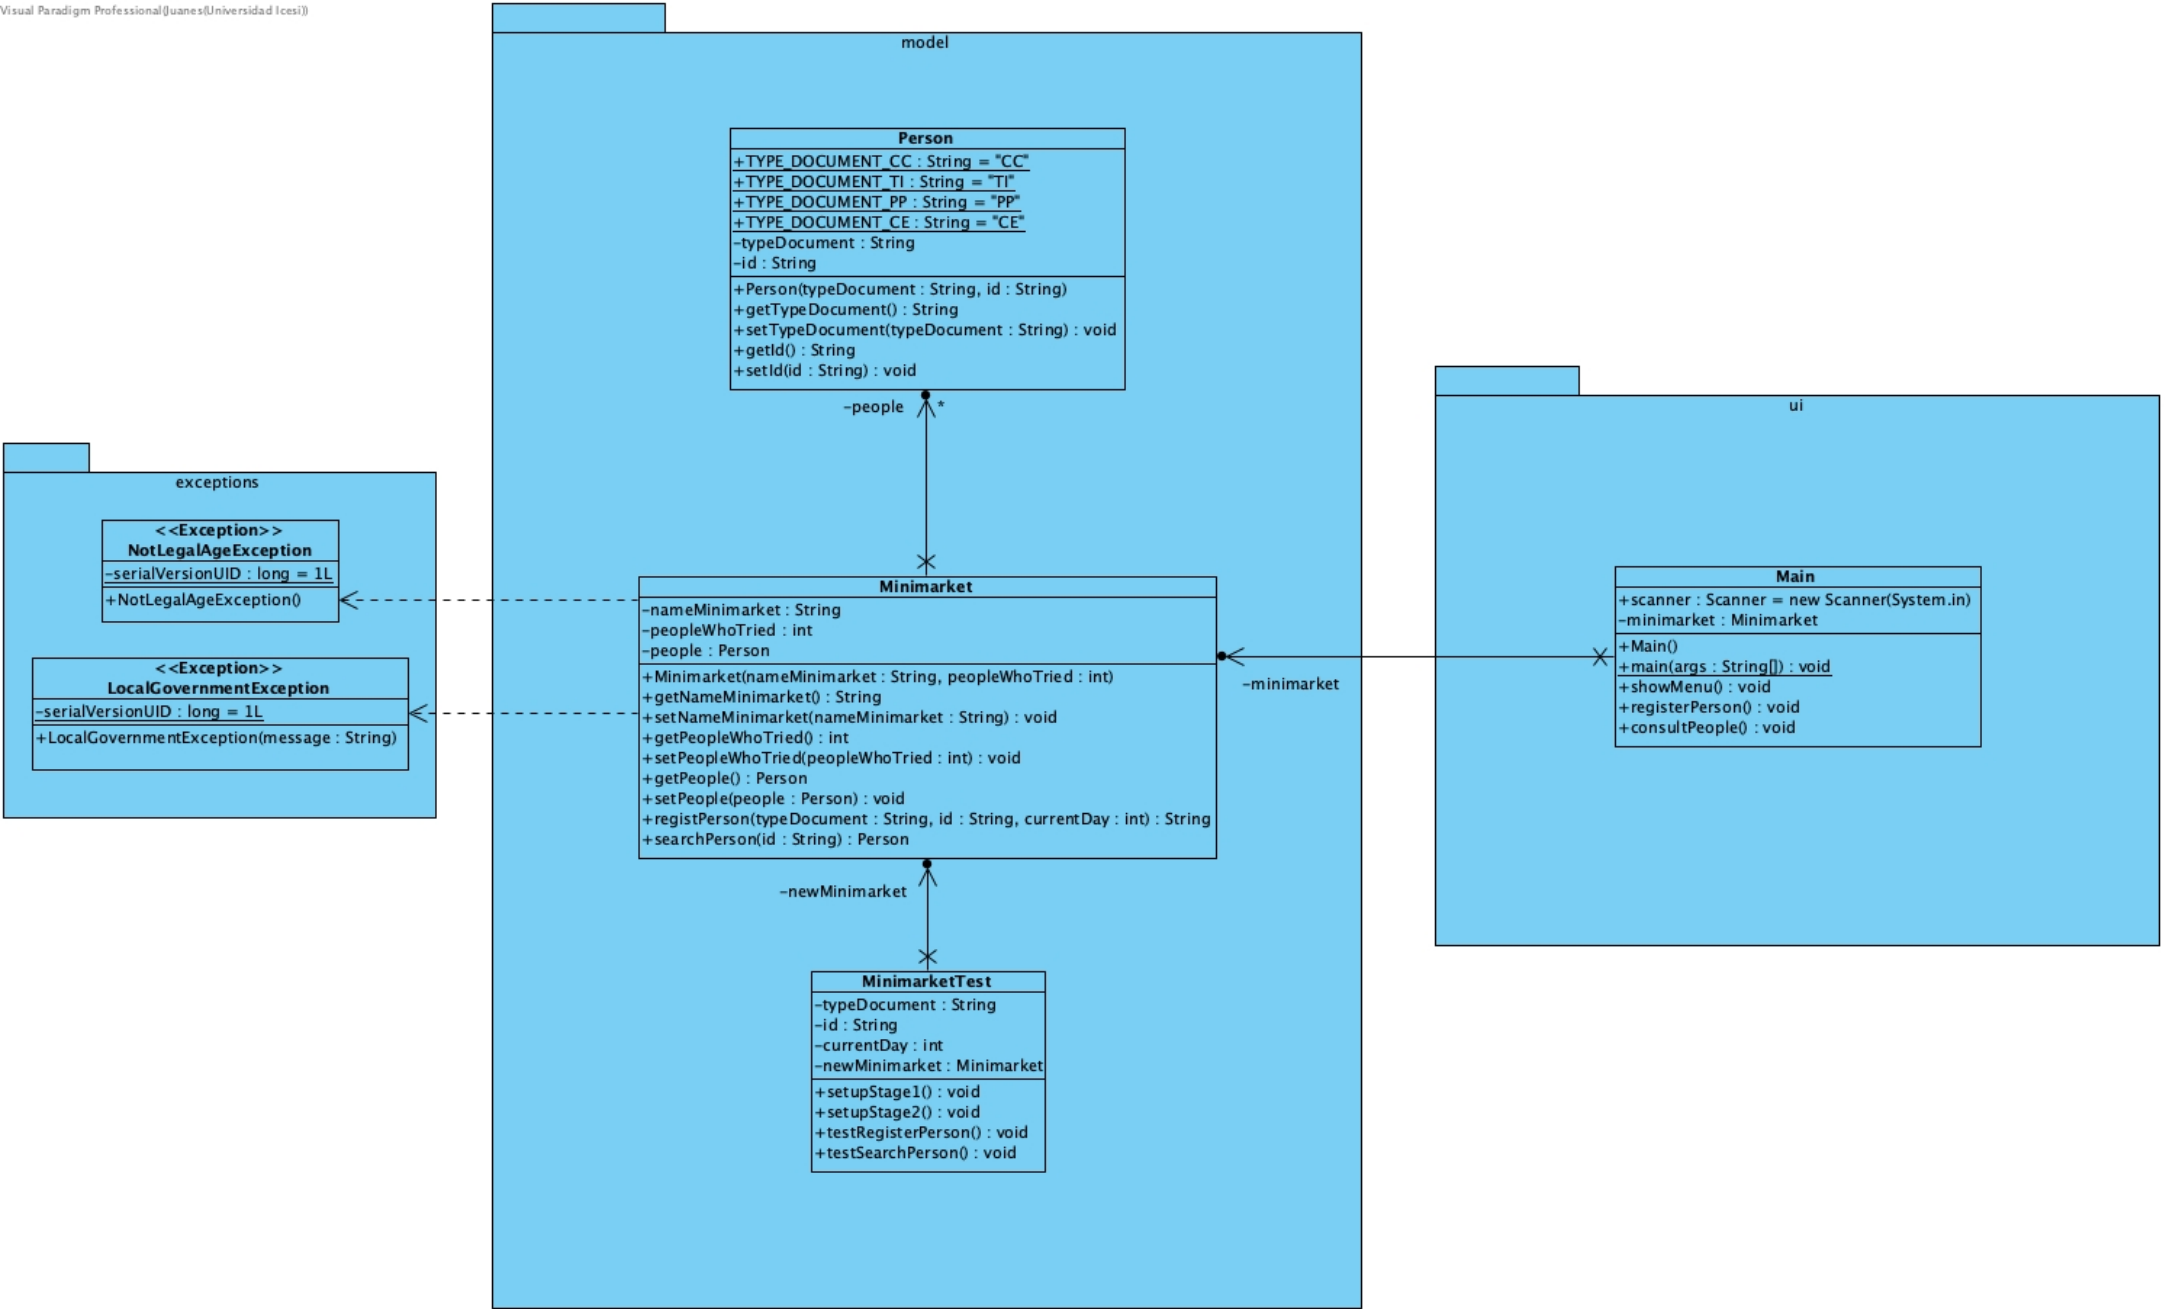 Visual Paradigm Professional(Juanes(Universidad Icesi))
model
Person
+TYPE_DOCUMENT_CC : String = "CC"
+TYPE_DOCUMENT_TI : String = "TI"
+TYPE_DOCUMENT_PP : String = "PP"
+TYPE_DOCUMENT_CE : String = "CE"
-typeDocument : String
-id : String
+Person(typeDocument : String, id : String)
+getTypeDocument() : String
+setTypeDocument(typeDocument : String) : void
+getId() : String
+setId(id : String) : void
-people
*
exceptions
<<Exception>>
NotLegalAgeException
-serialVersionUID : long = 1L
+NotLegalAgeException()
<<Exception>>
LocalGovernmentException
-serialVersionUID : long = 1L
+LocalGovernmentException(message : String)
Minimarket
-nameMinimarket : String
-peopleWhoTried : int
-people : Person
+Minimarket(nameMinimarket : String, peopleWhoTried : int)
+getNameMinimarket() : String
+setNameMinimarket(nameMinimarket : String) : void
+getPeopleWhoTried() : int
+setPeopleWhoTried(peopleWhoTried : int) : void
+getPeople() : Person
+setPeople(people : Person) : void
+registPerson(typeDocument : String, id : String, currentDay : int) : String
+searchPerson(id : String) : Person
-newMinimarket
MinimarketTest
-typeDocument : String
-id : String
-currentDay : int
-newMinimarket : Minimarket
+setupStage1() : void
+setupStage2() : void
+testRegisterPerson() : void
+testSearchPerson() : void
ui
-minimarket
Main
+scanner : Scanner = new Scanner(System.in)
-minimarket : Minimarket
+Main()
+main(args : String[]) : void
+showMenu() : void
+registerPerson() : void
+consultPeople() : void